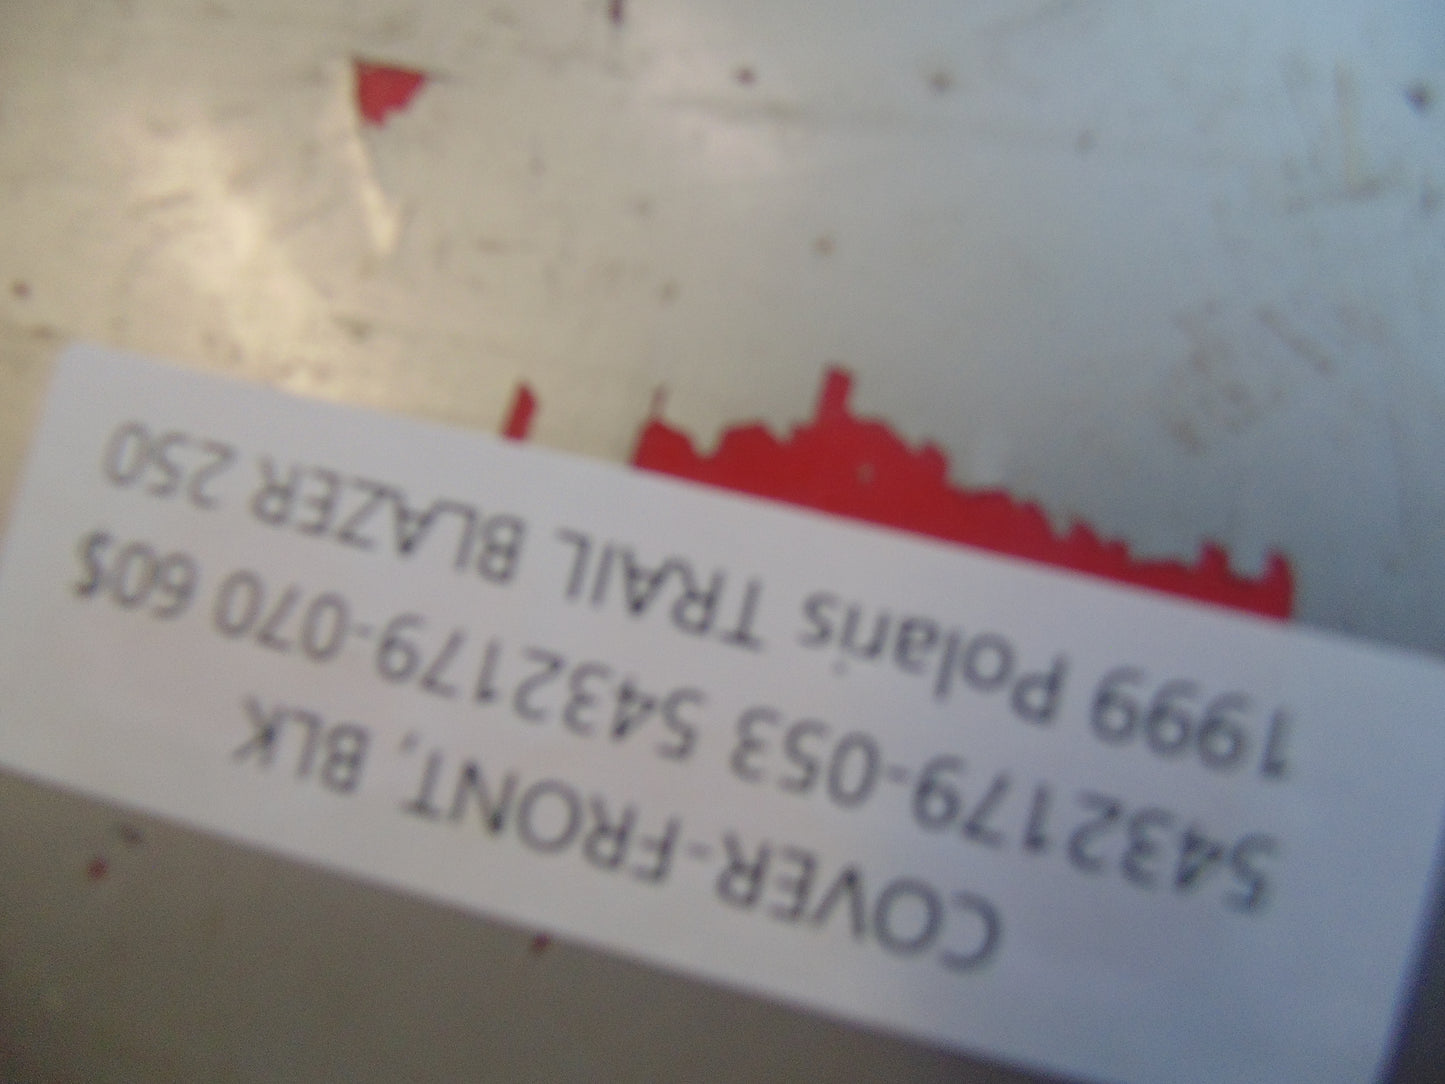 COVER-FRONT, BLK
5432179-053 5432179-070 60$
1999 Polaris TRAIL BLAZER 250